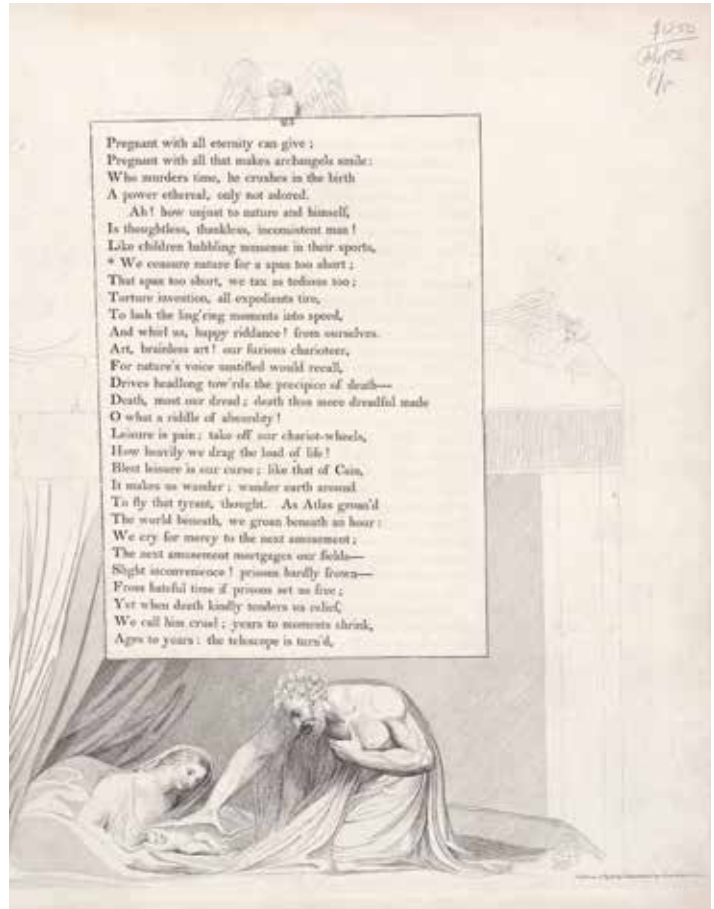 Pregnant with all eternity can give ;
Pregnant with all that makes archangels smile :
Who murders time, he crushes in the birth
A power ethereal, only not adored.
Ah! how unjust to nature and himself,
Is thoughtless, thankless, inconsistent man !
Like children babbling nonsense in their sports,
* We censure nature for a span too short ;
That span too short, we tax as tedious too ;
Torture invention, all expedients tire,
To lash the ling'ring moments into speed,
And whirl us, happy riddance ! from ourselves.
Art, brainless art ! our furious charioteer,
For nature's voice unstifled would recall,
Drives headlong tow'rds the precipice of death—
Death, most our dread ; death thus more dreadful made
O what a riddle of absurdity !
Leisure is pain ; take off our chariot-wheels,
How heavily we drag the load of life !
Blest leisure is our curse ; like that of Cain,
It makes us wander ; wander earth around
To fly that tyrant, thought. As Atlas groan'd
The world beneath, we groan beneath an hour :
We cry for mercy to the next amusement ;
The next amusement mortgages our fields—
Slight inconvenience ! prisons hardly frown—
From hateful time if prisons set us free ;
Yet when death kindly tenders us relief,
We call him cruel ; years to moments shrink,
Ages to years : the telescope is turn'd,